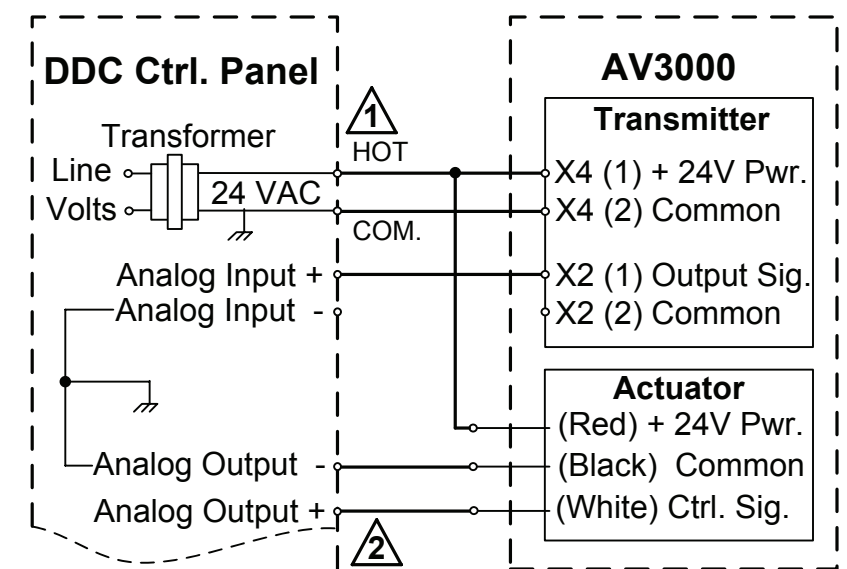 DDC Ctrl. Panel
Transformer
Line
Volts
24 VAC
1
HOT
COM.
Analog Input +
Analog Input -
Analog Output -
Analog Output +
2
AV3000
Transmitter
X4 (1) + 24V Pwr.
X4 (2) Common
X2 (1) Output Sig.
X2 (2) Common
Actuator
(Red) + 24V Pwr.
(Black) Common
(White) Ctrl. Sig.